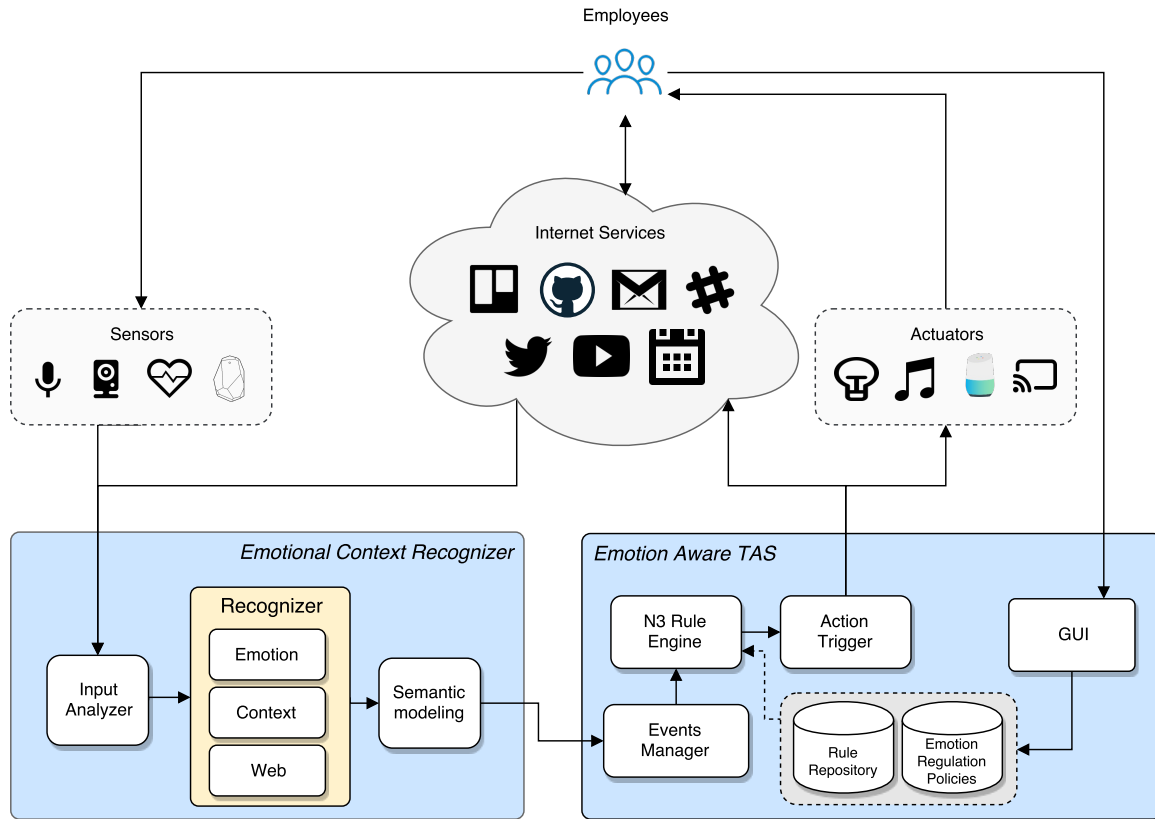 Employees
Internet Services
Sensors
Actuators
Emotional Context Recognizer
Recognizer
Emotion
Context
Web
Input
Analyzer
Semantic
modeling
Emotion Aware TAS
N3 Rule
Engine
Action
Trigger
GUI
Events
Manager
Rule
Repository
Emotion
Regulation
Policies